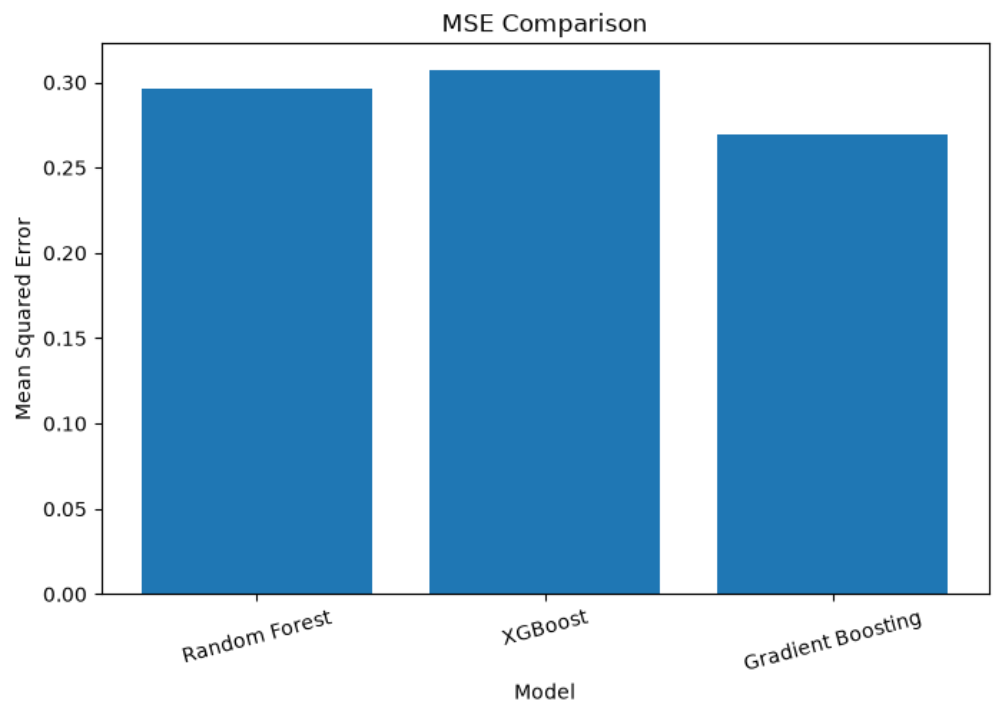 MSE Comparison
Mean Squared Error
0.30
0.25
0.20
0.15
0.10
0.05
0.00
Random Forest
XGBoost
Gradient Boosting
Model